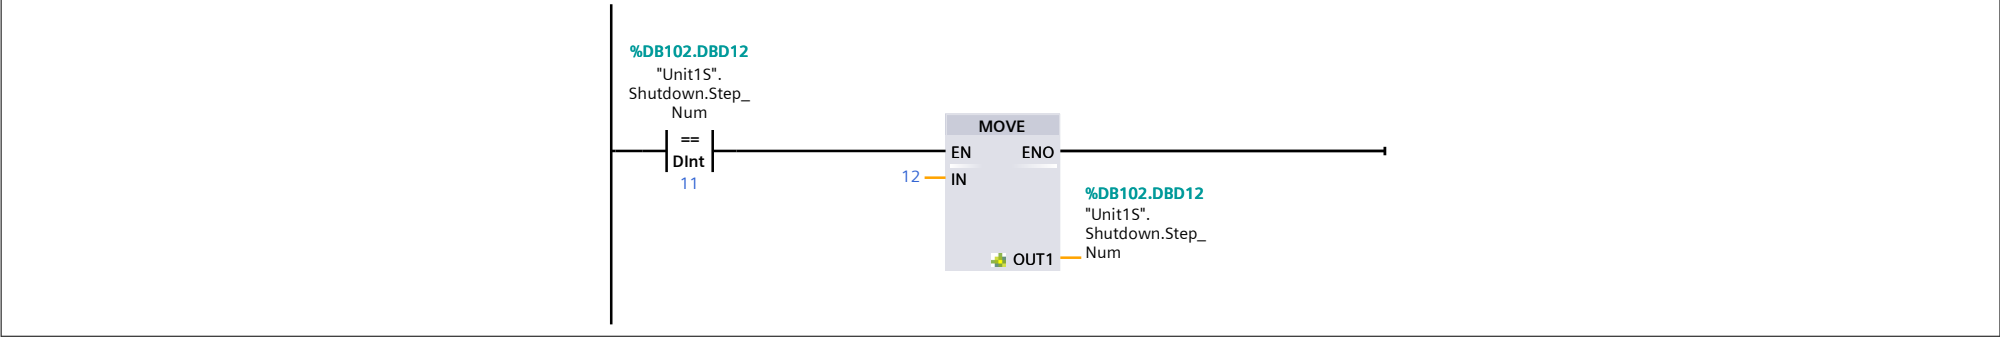 %DB102.DBD12
"Unit1S".
Shutdown.Step_
Num
==
DInt
11
MOVE
EN ENO
12 IN
%DB102.DBD12
"Unit1S".
Shutdown.Step_
Num
OUT1